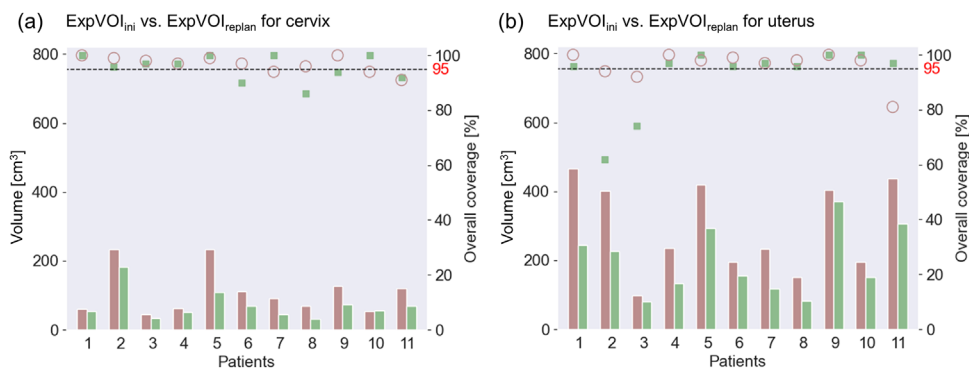 (a) ExpVOIini vs. ExpVOIreplan for cervix
800
600
400
200
0
Volume [cm³]
100
95
80
60
40
20
0
Overall coverage [%]
1 2 3 4 5 6 7 8 9 10 11
Patients
(b) ExpVOIini vs. ExpVOIreplan for uterus
800
600
400
200
0
Volume [cm³]
100
95
80
60
40
20
0
Overall coverage [%]
1 2 3 4 5 6 7 8 9 10 11
Patients